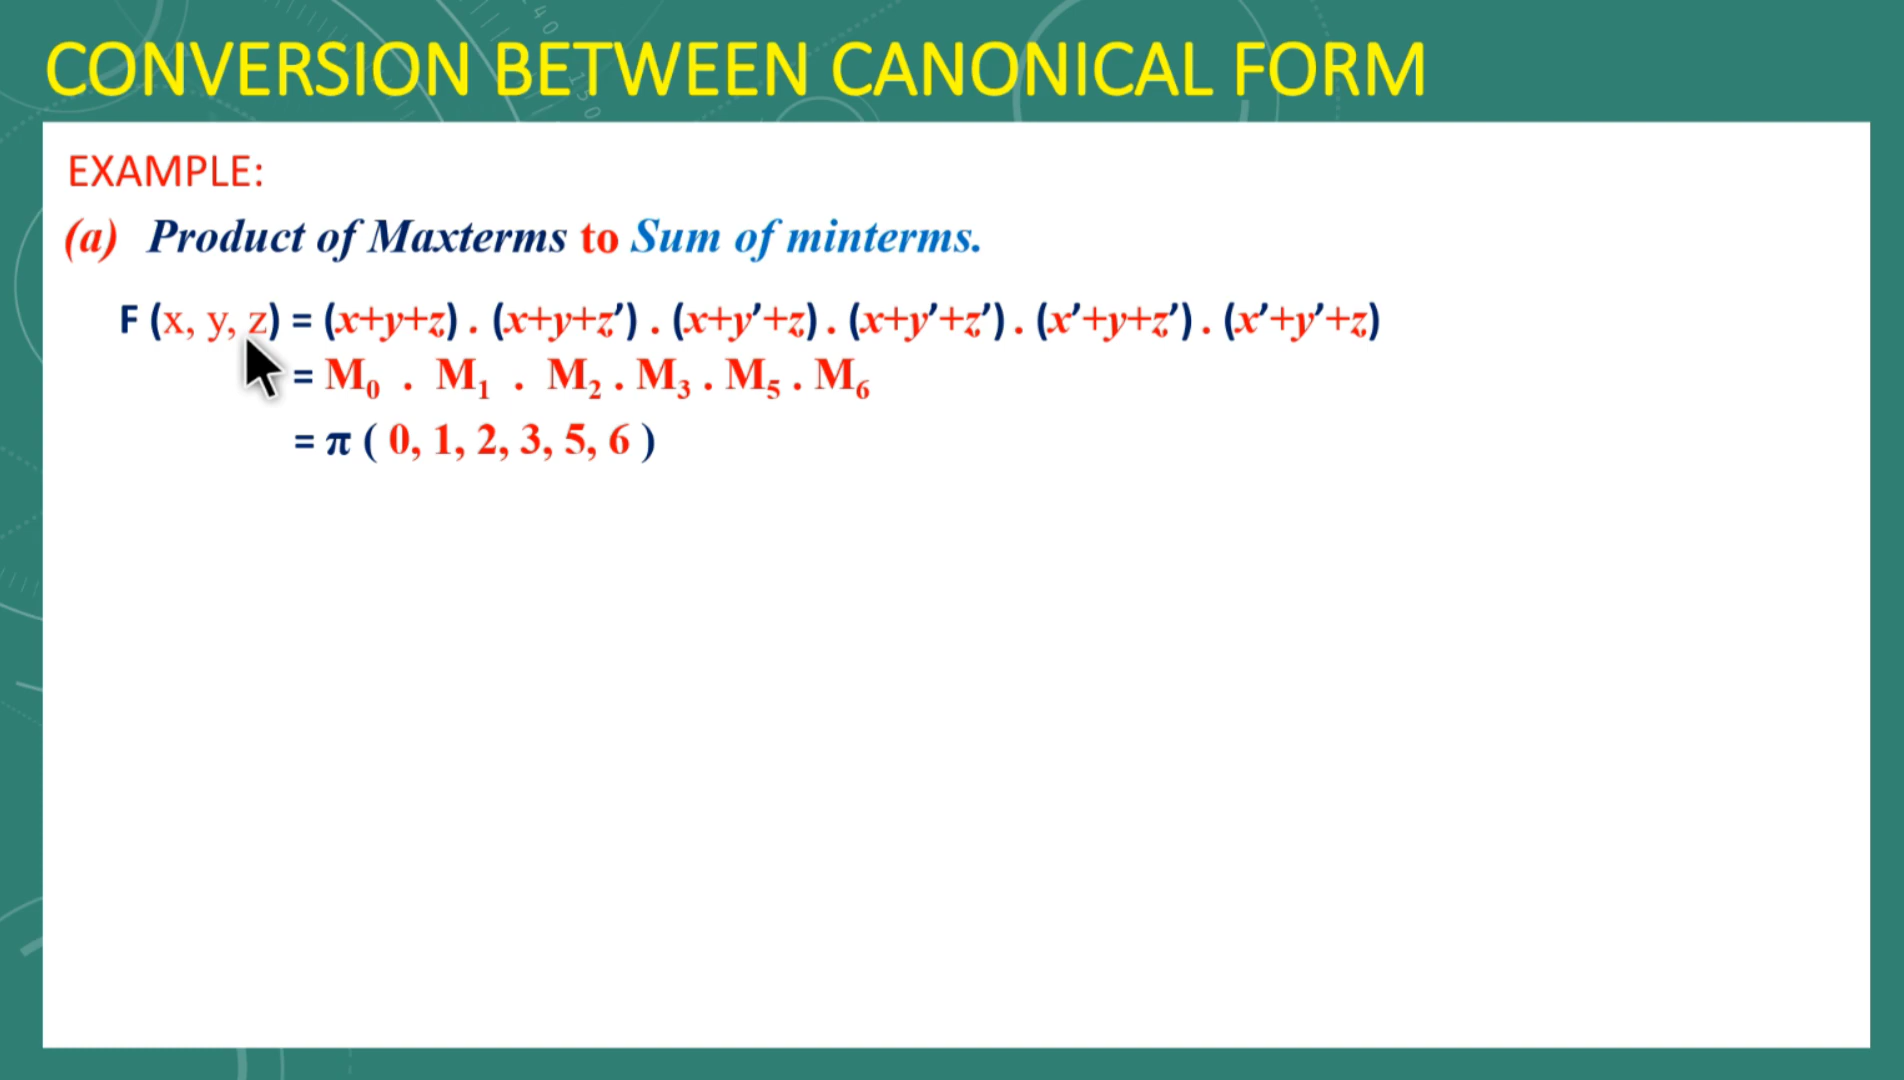 CONVERSION BETWEEN CANONICAL FORM
EXAMPLE:
(a) Product of Maxterms to Sum of minterms.
F (x, y, z) = (x+y+z) . (x+y+z′) . (x+y′+z) . (x+y′+z′) . (x′+y+z′) . (x′+y′+z)
= M₀ . M₁ . M₂ . M₃ . M₅ . M₆
= π ( 0, 1, 2, 3, 5, 6 )